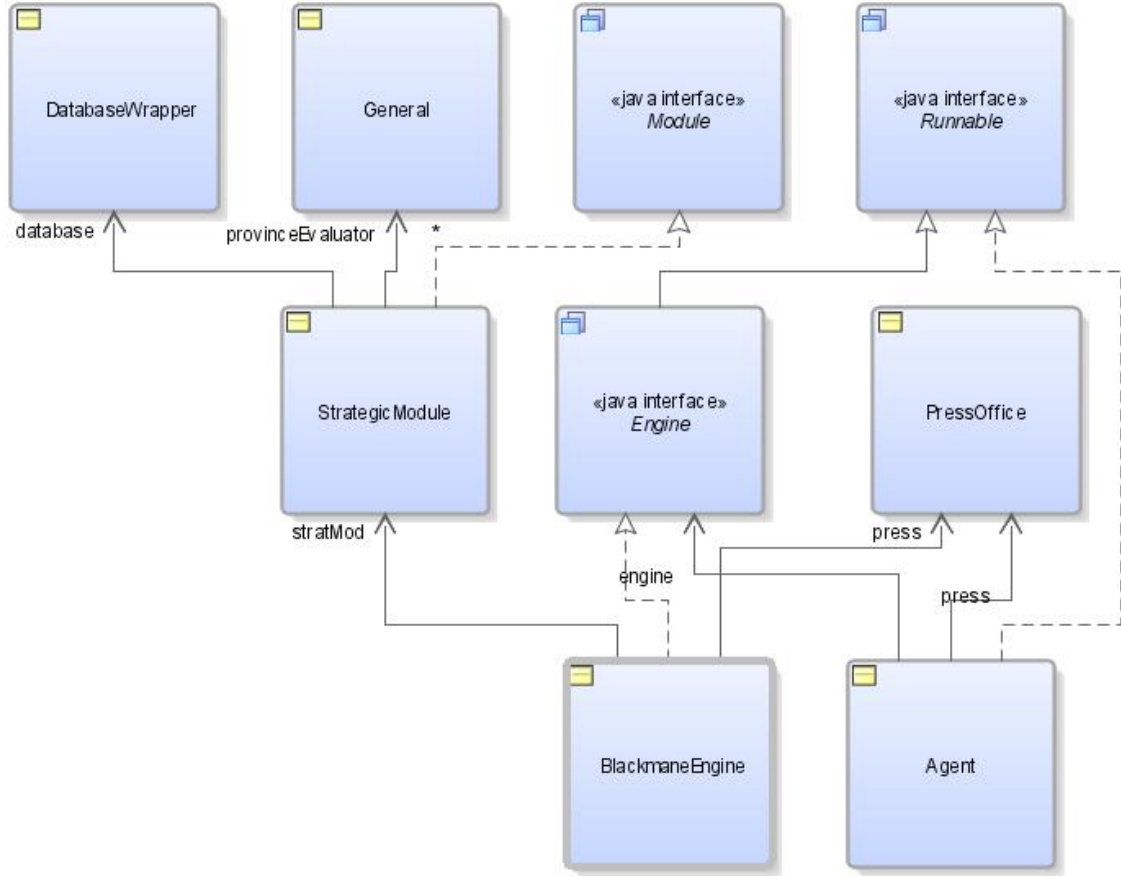 DatabaseWrapper
General
«java interface»
Module
«java interface»
Runnable
database
provinceEvaluator
*
StrategicModule
«java interface»
Engine
PressOffice
stratMod
press
engine
press
BlackmaneEngine
Agent